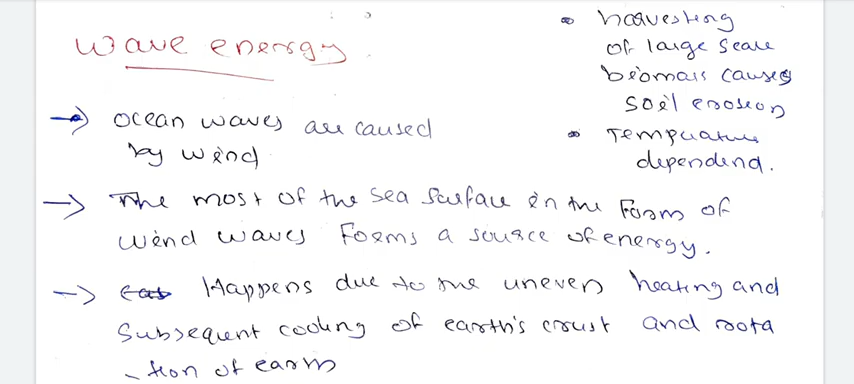 wave energy
→ ocean waves are caused
by wind
→ The most of the sea surface in the Form of
wind waves Forms a source of energy.
→ Happens due to the uneven heating and
Subsequent cooling of earth's crust and rota
-tion of earth
• harvesting
of large scale
biomass causes
soil erosion
• Temperature
dependend.